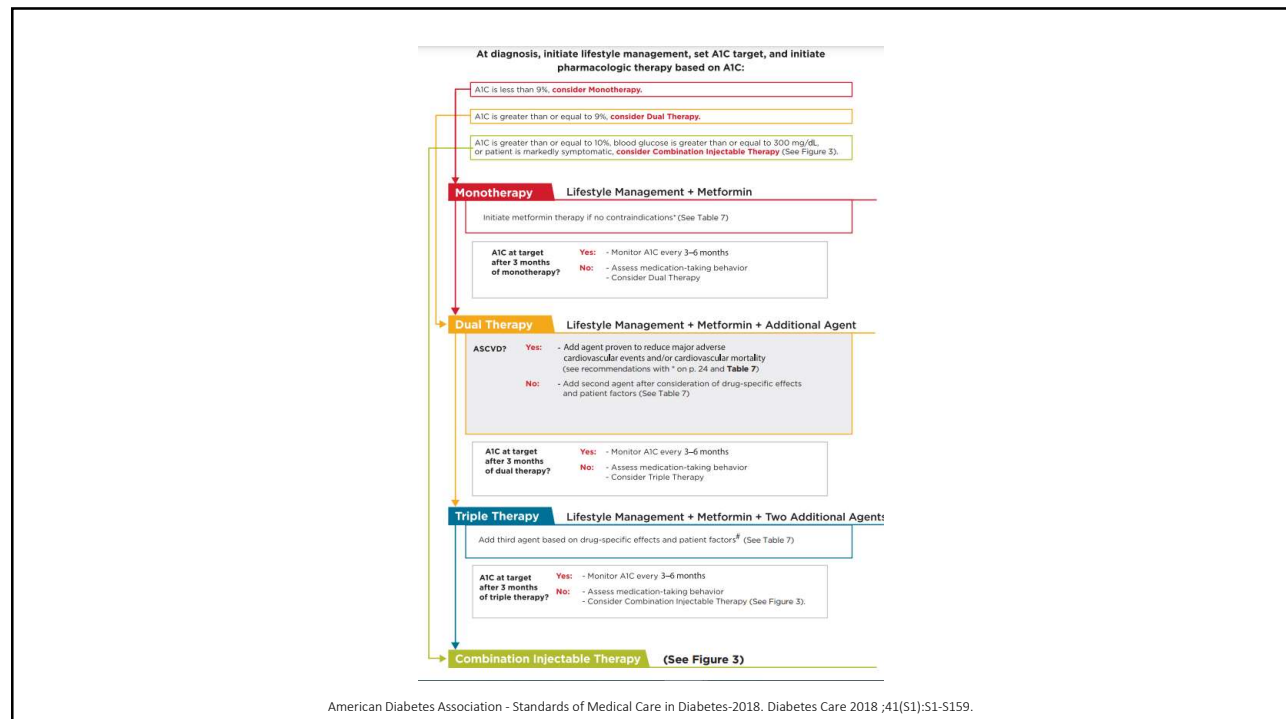 At diagnosis, initiate lifestyle management, set A1C target, and initiate
pharmacologic therapy based on A1C:
A1C is less than 9%, consider Monotherapy.
A1C is greater than or equal to 9%, consider Dual Therapy.
A1C is greater than or equal to 10%, blood glucose is greater than or equal to 300 mg/dL,
or patient is markedly symptomatic, consider Combination Injectable Therapy (See Figure 3).
Monotherapy Lifestyle Management + Metformin
Initiate metformin therapy if no contraindications* (See Table 7)
A1C at target
after 3 months
of monotherapy?
Yes: - Monitor A1C every 3–6 months
No: - Assess medication-taking behavior
- Consider Dual Therapy
Dual Therapy Lifestyle Management + Metformin + Additional Agent
ASCVD? Yes: - Add agent proven to reduce major adverse
cardiovascular events and/or cardiovascular mortality
(see recommendations with * on p. 24 and Table 7)
No: - Add second agent after consideration of drug-specific effects
and patient factors (See Table 7)
A1C at target
after 3 months
of dual therapy?
Yes: - Monitor A1C every 3–6 months
No: - Assess medication-taking behavior
- Consider Triple Therapy
Triple Therapy Lifestyle Management + Metformin + Two Additional Agents
Add third agent based on drug-specific effects and patient factors# (See Table 7)
A1C at target
after 3 months
of triple therapy?
Yes: - Monitor A1C every 3–6 months
No: - Assess medication-taking behavior
- Consider Combination Injectable Therapy (See Figure 3).
Combination Injectable Therapy (See Figure 3)
American Diabetes Association - Standards of Medical Care in Diabetes-2018. Diabetes Care 2018 ;41(S1):S1-S159.